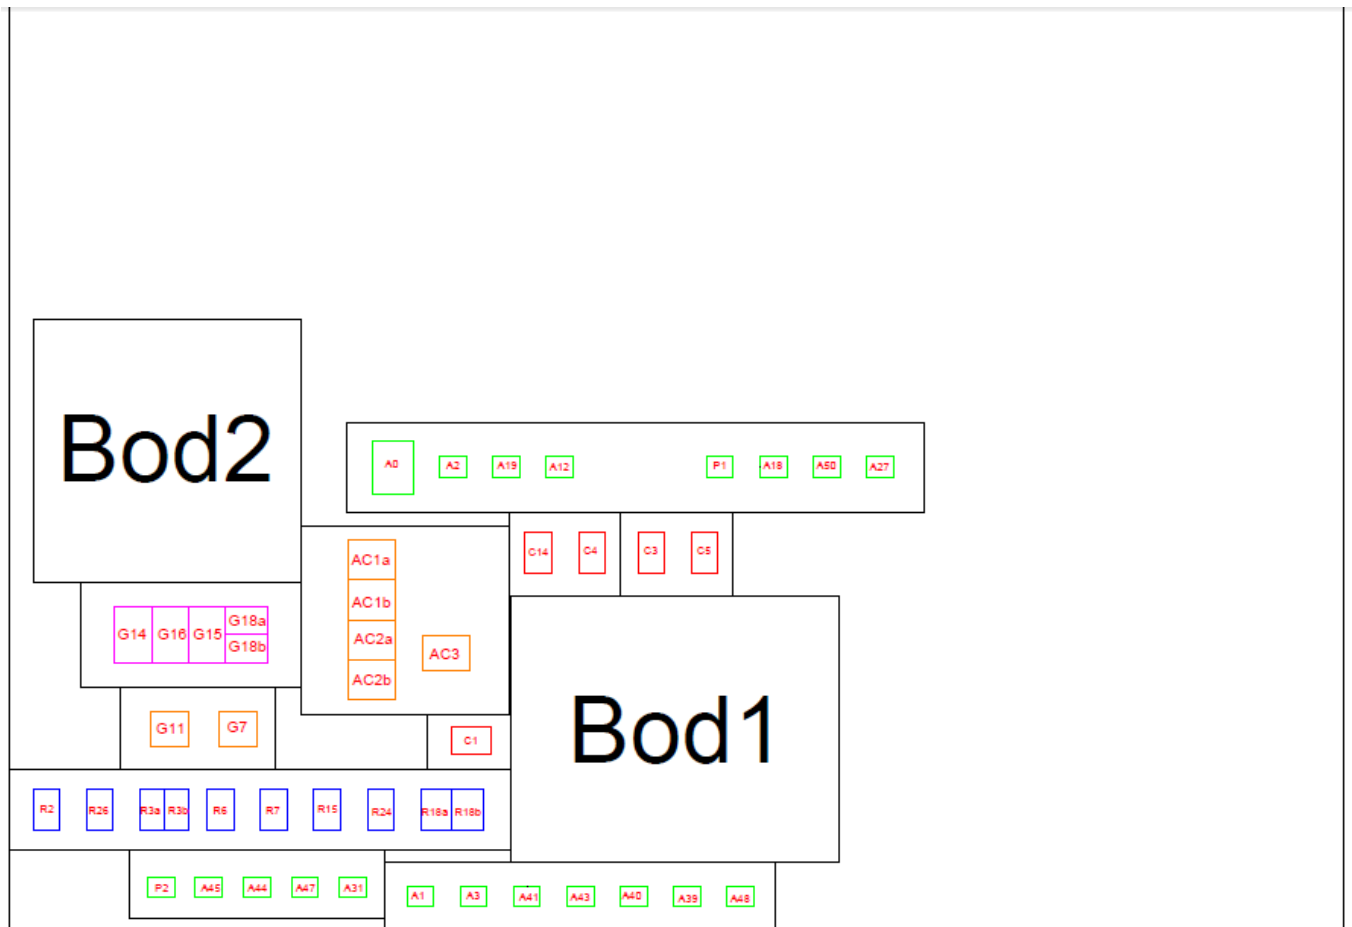 Bod2
A0 A2 A19 A12 P1 A18 A50 A27
C14 C4 C3 C5
AC1a
AC1b
AC2a
AC2b
AC3
G14 G16 G15 G18a
G18b
G11 G7
C1
Bod1
R2 R26 R3a R3b R6 R7 R15 R24 R18a R18b
P2 A45 A44 A47 A31
A1 A3 A41 A43 A40 A39 A48